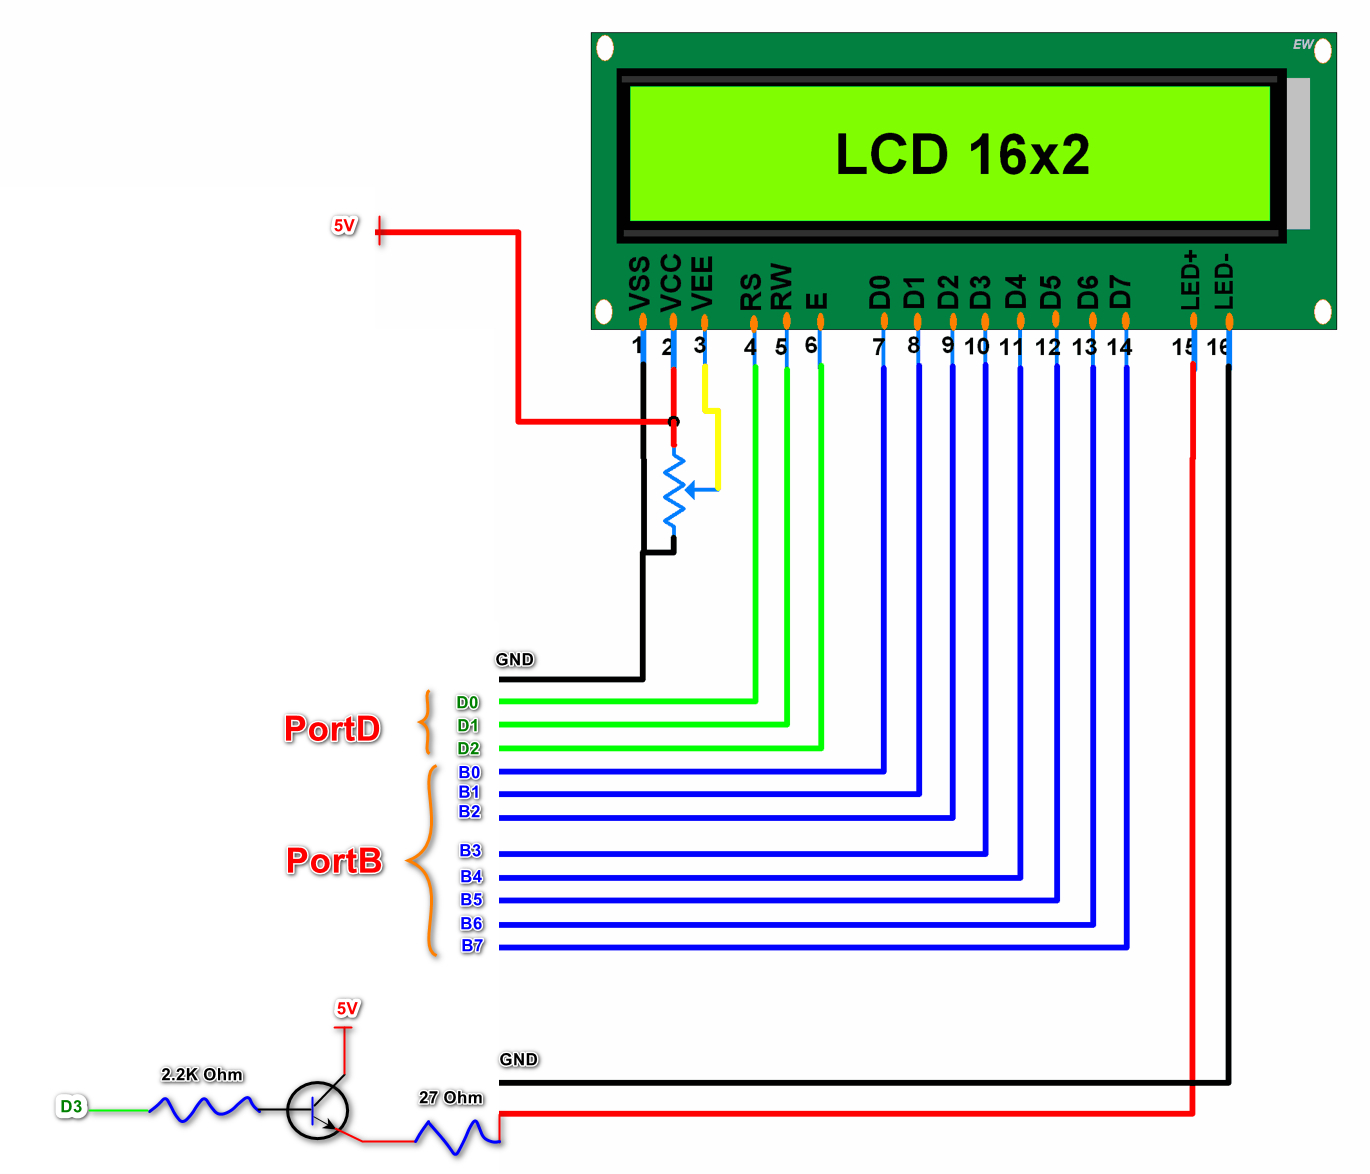 EW
LCD 16x2
5V
VSS VCC VEE RS RW E D0 D1 D2 D3 D4 D5 D6 D7 LED+ LED-
1 2 3 4 5 6 7 8 9 10 11 12 13 14 15 16
GND
PortD
D0
D1
D2
PortB
B0
B1
B2
B3
B4
B5
B6
B7
5V
GND
2.2K Ohm
27 Ohm
D3